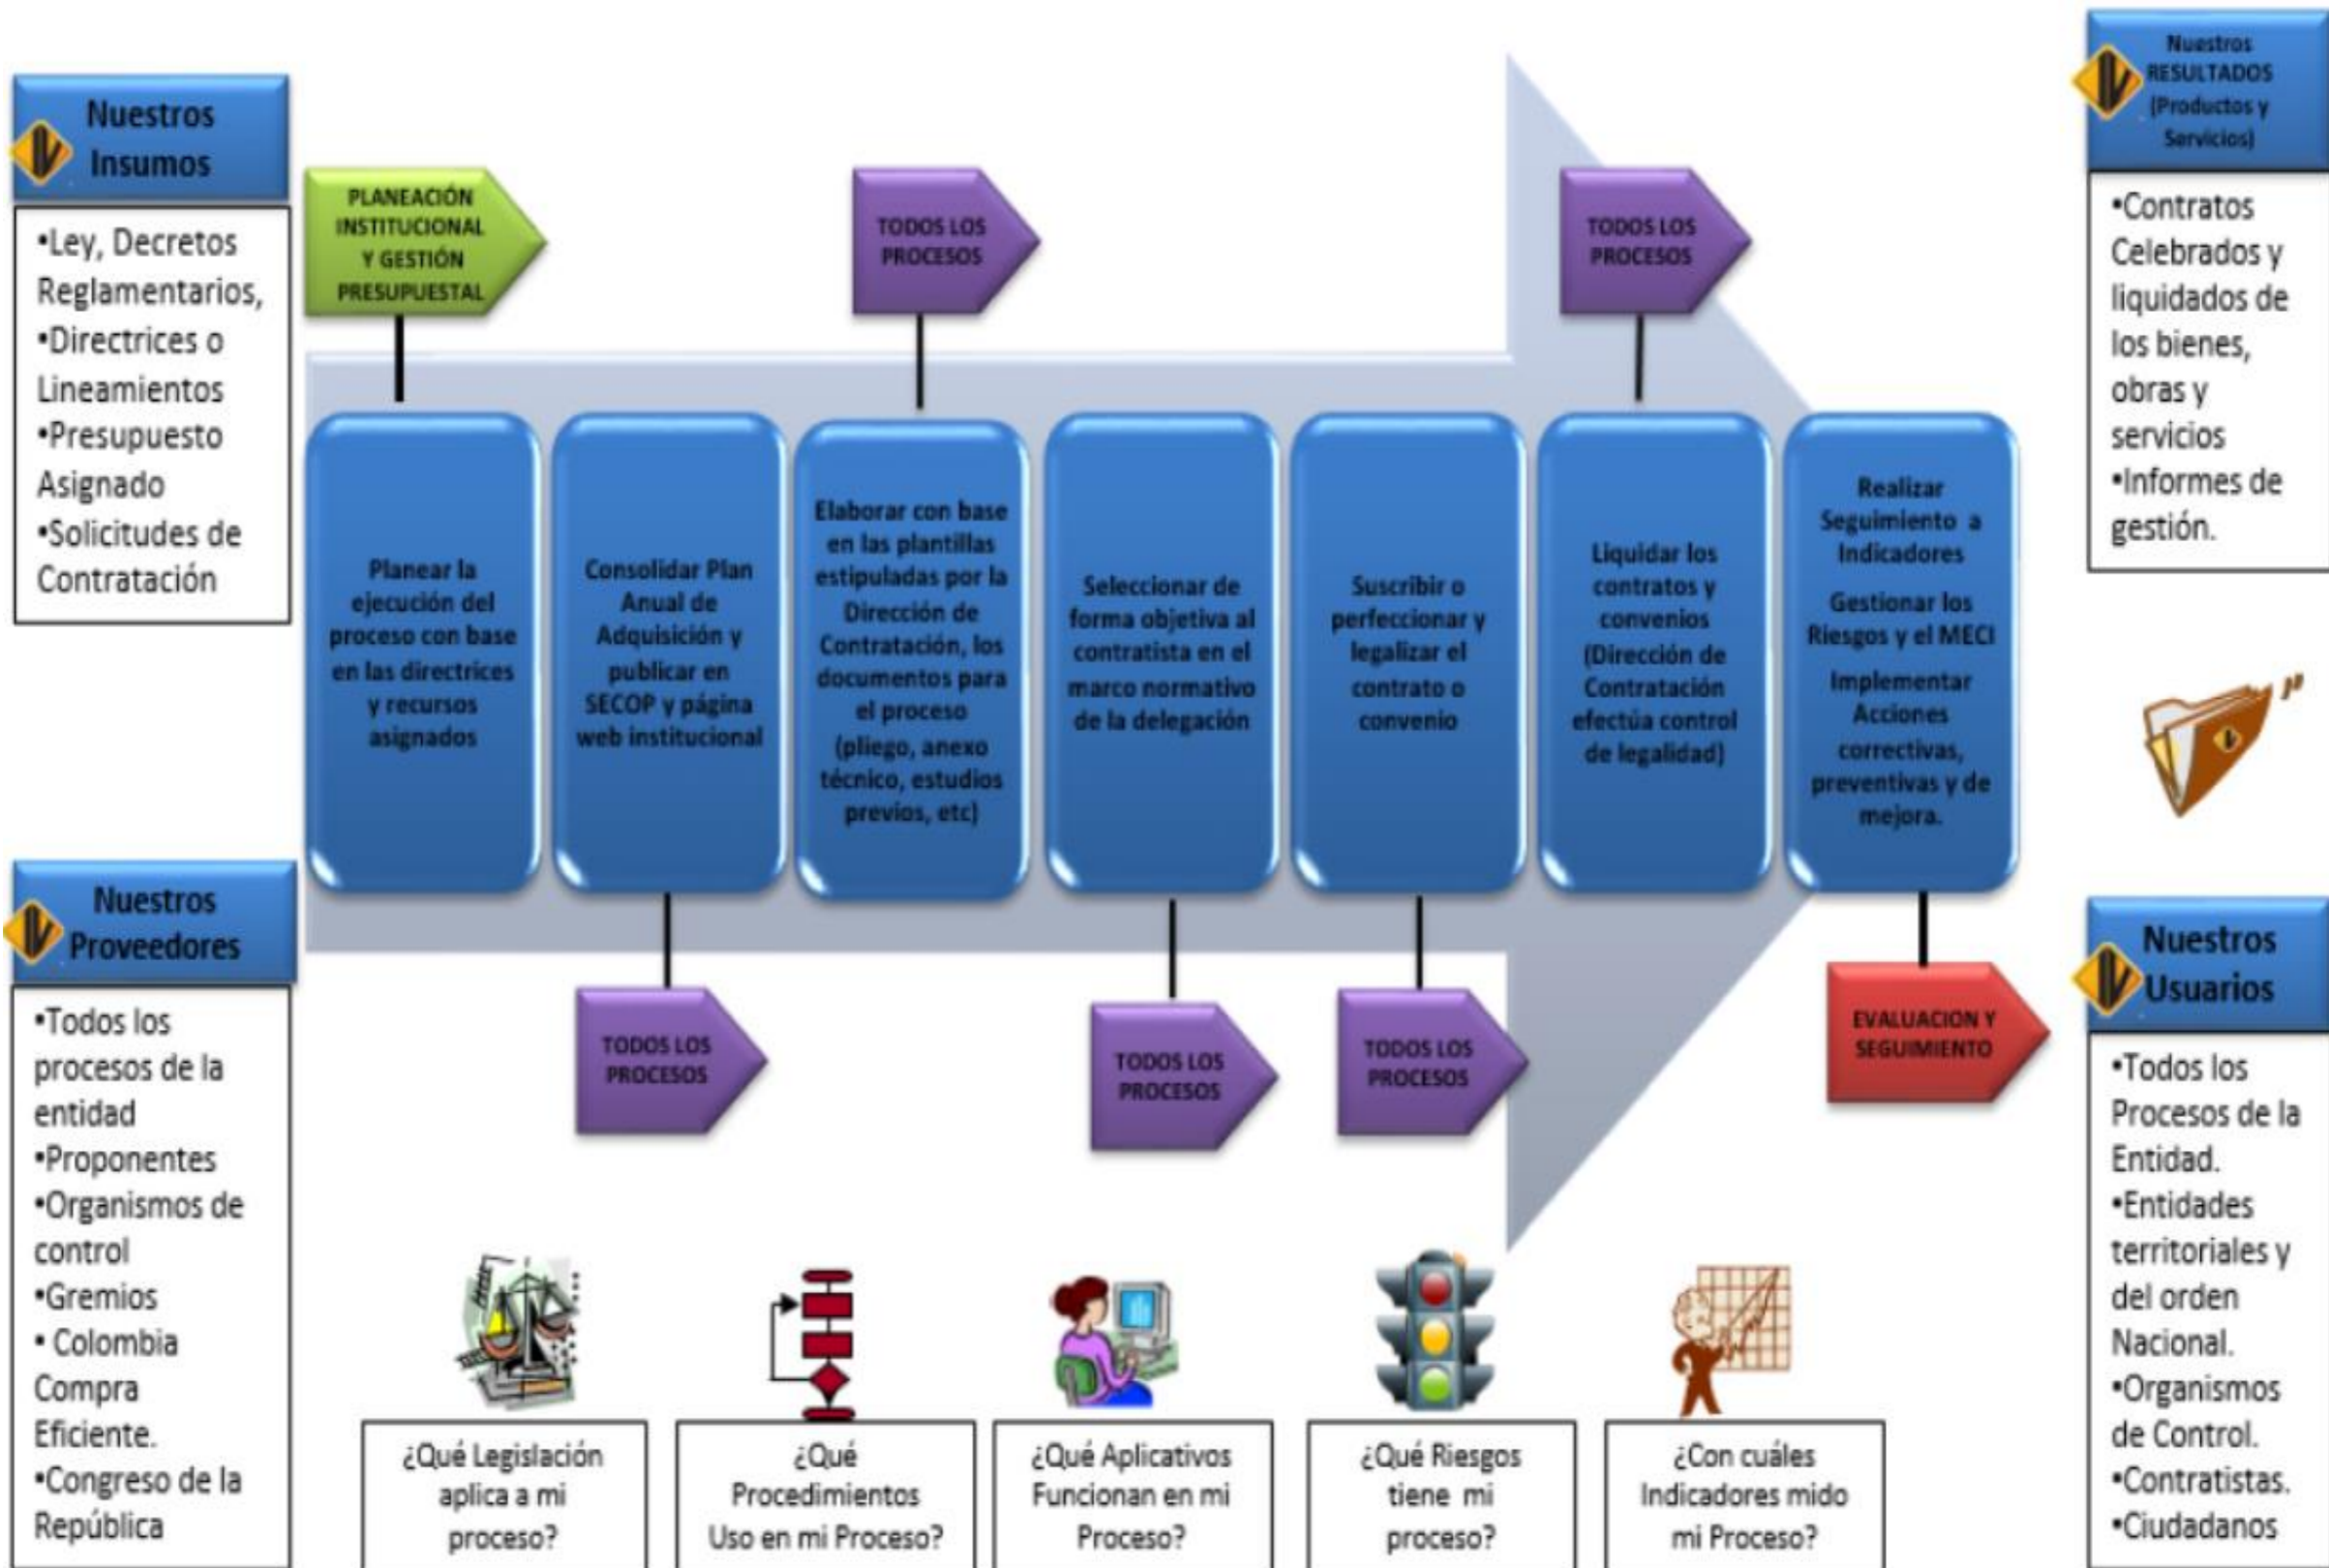 Nuestros
Insumos
•Ley, Decretos
Reglamentarios,
•Directrices o
Lineamientos
•Presupuesto
Asignado
•Solicitudes de
Contratación
Nuestros
Proveedores
•Todos los
procesos de la
entidad
•Proponentes
•Organismos de
control
•Gremios
• Colombia
Compra
Eficiente.
•Congreso de la
República
PLANEACIÓN
INSTITUCIONAL
Y GESTIÓN
PRESUPUESTAL
TODOS LOS
PROCESOS
TODOS LOS
PROCESOS
Planear la
ejecución del
proceso con base
en las directrices
y recursos
asignados
Consolidar Plan
Anual de
Adquisición y
publicar en
SECOP y página
web institucional
Elaborar con base
en las plantillas
estipuladas por la
Dirección de
Contratación, los
documentos para
el proceso
(pliego, anexo
técnico, estudios
previos, etc)
Seleccionar de
forma objetiva al
contratista en el
marco normativo
de la delegación
Suscribir o
perfeccionar y
legalizar el
contrato o
convenio
Liquidar los
contratos y
convenios
(Dirección de
Contratación
efectúa control
de legalidad)
Realizar
Seguimiento a
Indicadores
Gestionar los
Riesgos y el MECI
Implementar
Acciones
correctivas,
preventivas y de
mejora.
TODOS LOS
PROCESOS
TODOS LOS
PROCESOS
TODOS LOS
PROCESOS
EVALUACION Y
SEGUIMIENTO
¿Qué Legislación
aplica a mi
proceso?
¿Qué
Procedimientos
Uso en mi Proceso?
¿Qué Aplicativos
Funcionan en mi
Proceso?
¿Qué Riesgos
tiene mi
proceso?
¿Con cuáles
Indicadores mido
mi Proceso?
Nuestros
RESULTADOS
(Productos y
Servicios)
•Contratos
Celebrados y
liquidados de
los bienes,
obras y
servicios
•Informes de
gestión.
Nuestros
Usuarios
•Todos los
Procesos de la
Entidad.
•Entidades
territoriales y
del orden
Nacional.
•Organismos
de Control.
•Contratistas.
•Ciudadanos